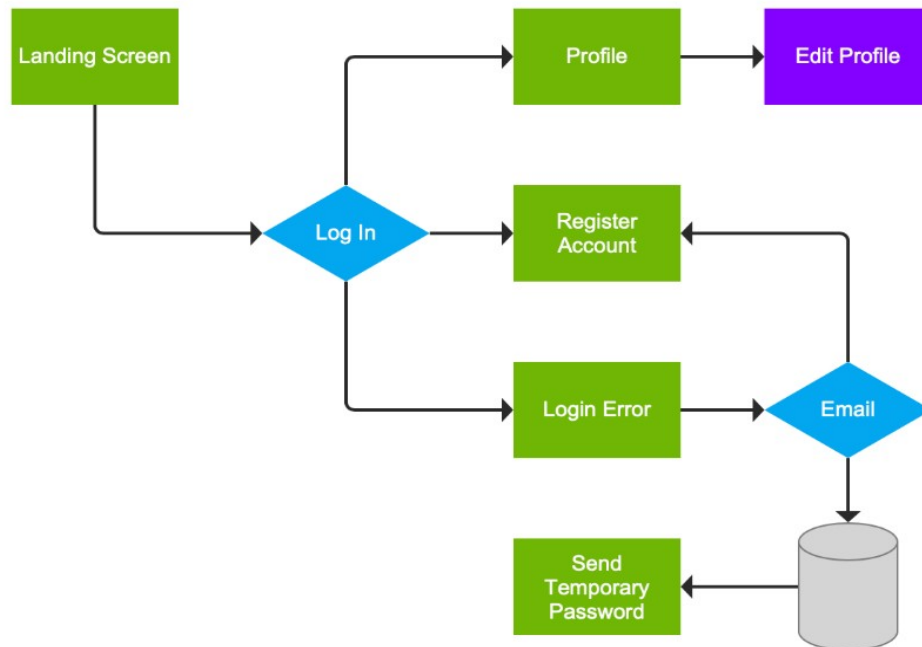 Landing Screen
Profile
Edit Profile
Log In
Register
Account
Login Error
Email
Send
Temporary
Password